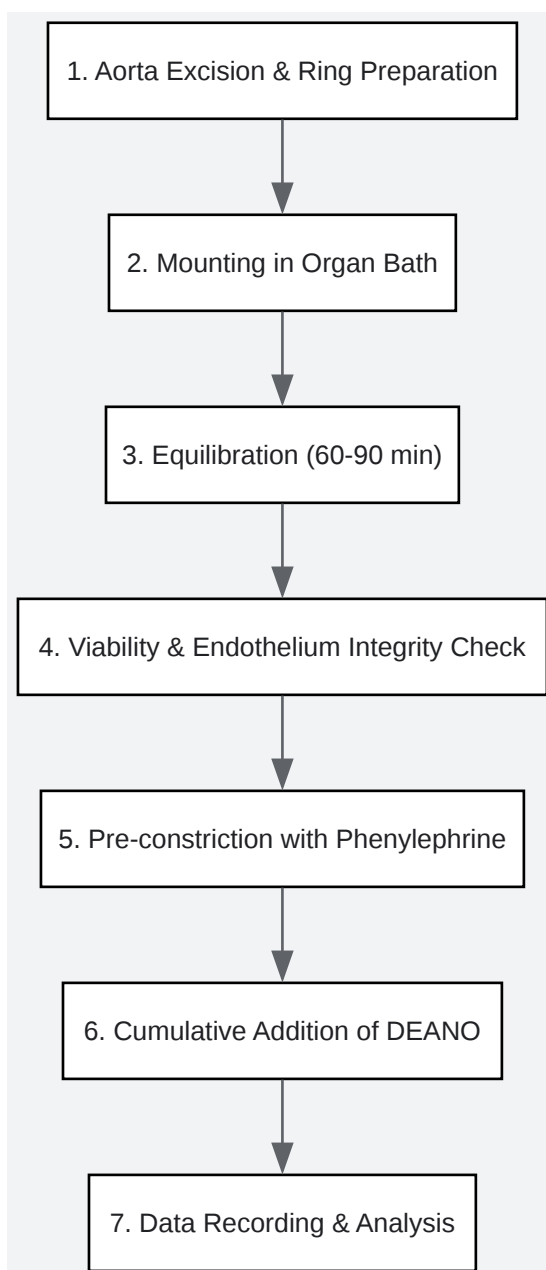 1. Aorta Excision & Ring Preparation
2. Mounting in Organ Bath
3. Equilibration (60-90 min)
4. Viability & Endothelium Integrity Check
5. Pre-constriction with Phenylephrine
6. Cumulative Addition of DEANO
7. Data Recording & Analysis